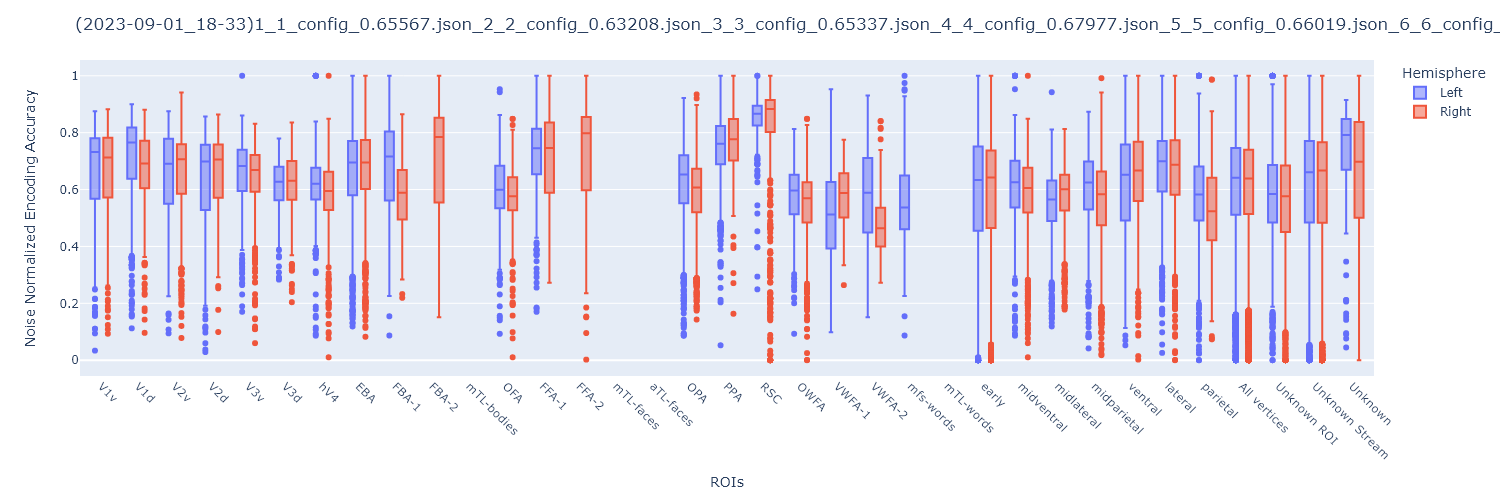 (2023-09-01_18-33)1_1_config_0.65567.json_2_2_config_0.63208.json_3_3_config_0.65337.json_4_4_config_0.67977.json_5_5_config_0.66019.json_6_6_config_
Hemisphere
Left
Right
Noise Normalized Encoding Accuracy
1
0.8
0.6
0.4
0.2
0
V1v
V1d
V2v
V2d
V3v
V3d
hV4
EBA
FBA-1
FBA-2
mTL-bodies
OFA
FFA-1
FFA-2
mTL-faces
aTL-faces
OPA
PPA
RSC
OWFA
VWFA-1
VWFA-2
mfs-words
mTL-words
early
midventral
midlateral
midparietal
ventral
lateral
parietal
All vertices
Unknown ROI
Unknown Stream
Unknown
ROIs